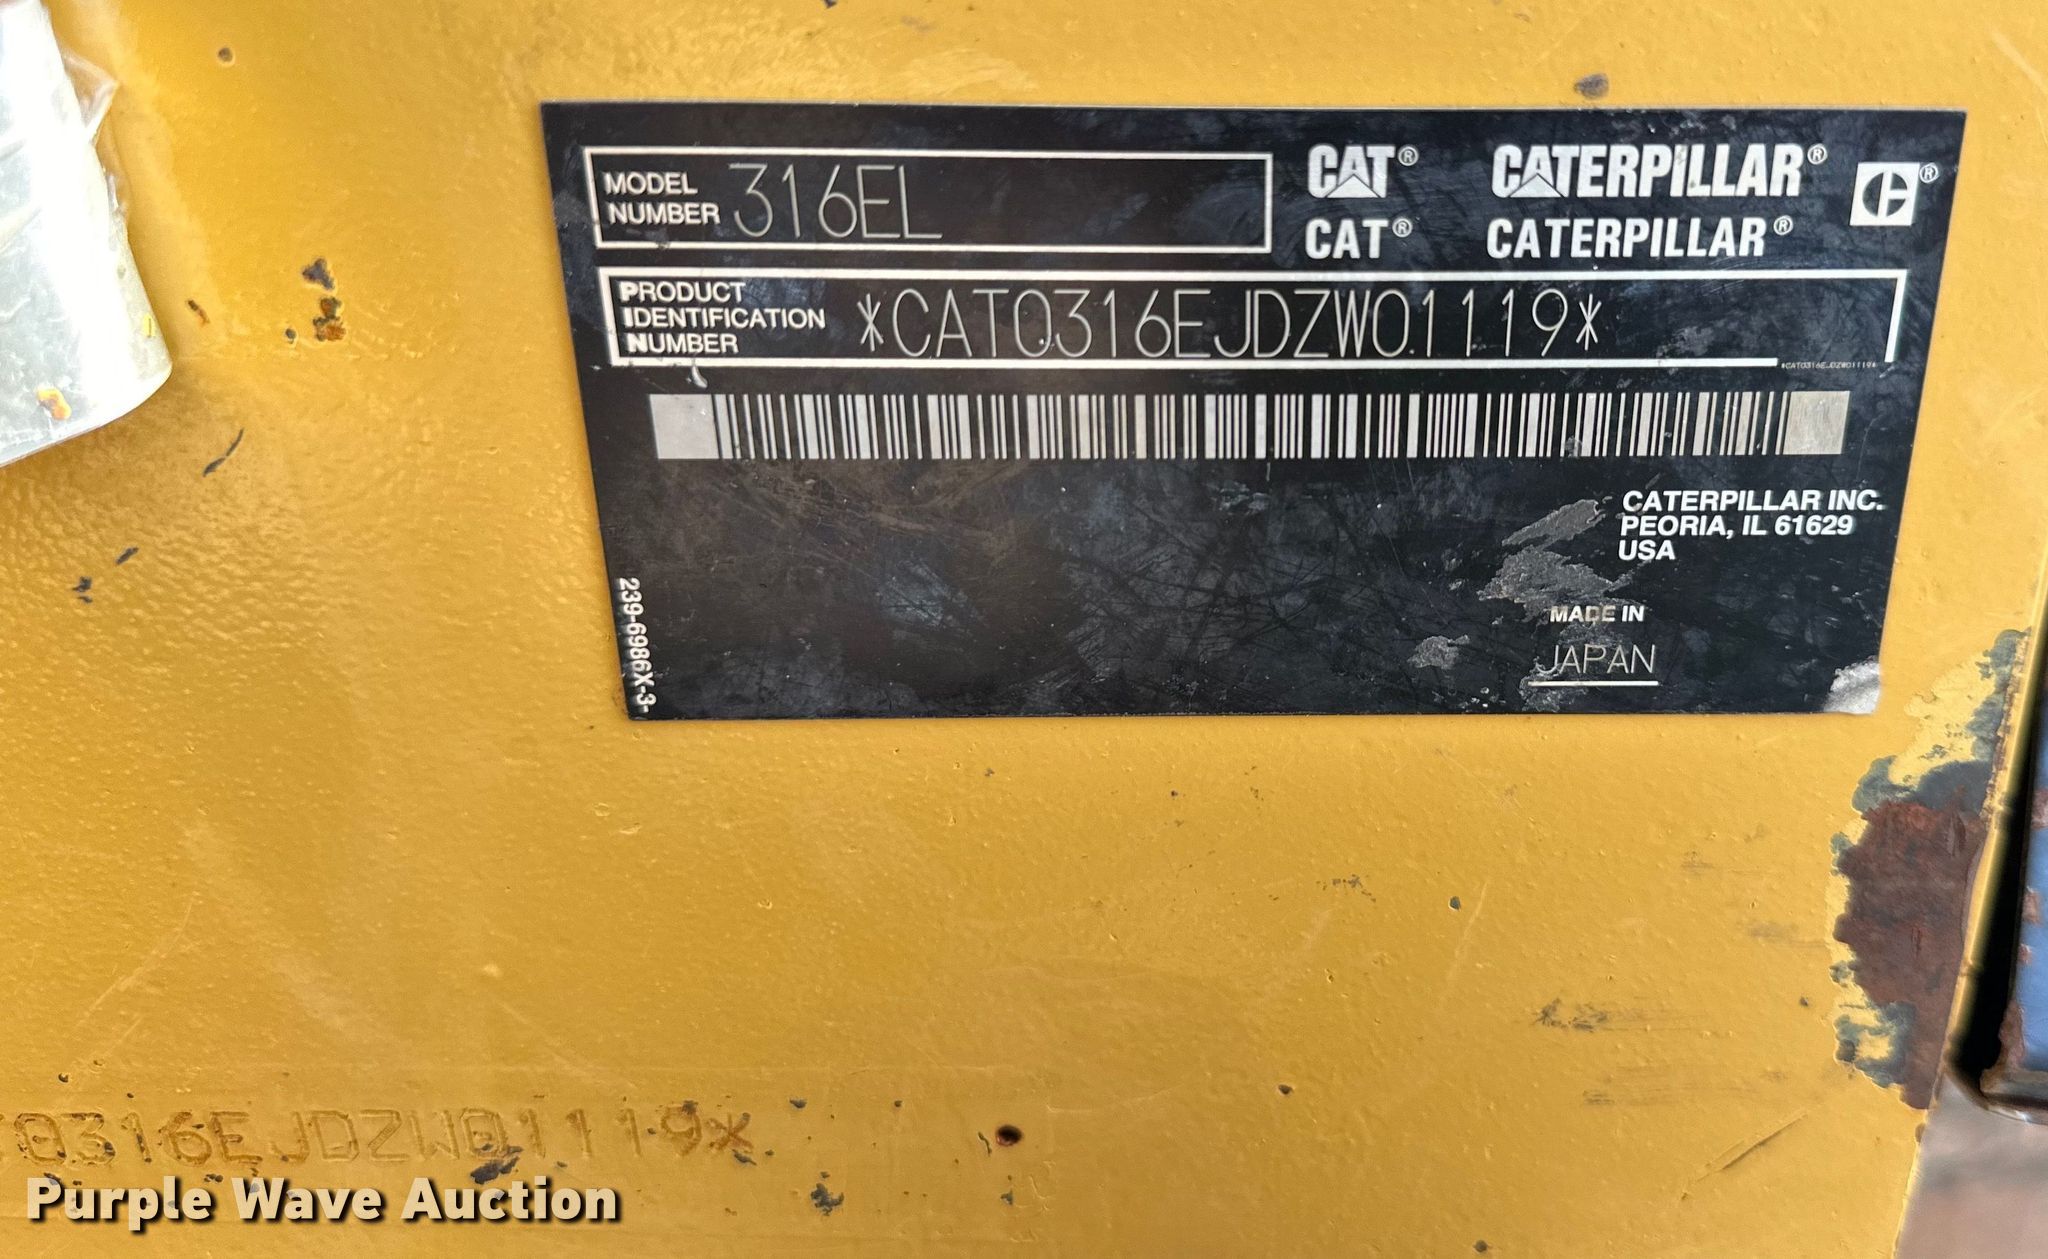 MODEL
NUMBER 316EL
CAT® CATERPILLAR® ®
CAT® CATERPILLAR®
PRODUCT
IDENTIFICATION
NUMBER *CAT0316EJDZW01119*
*CAT0316EJDZW01119*
CATERPILLAR INC.
PEORIA, IL 61629
USA
MADE IN
JAPAN
239-6986X-3-
0316EJDZW01119*
Purple Wave Auction